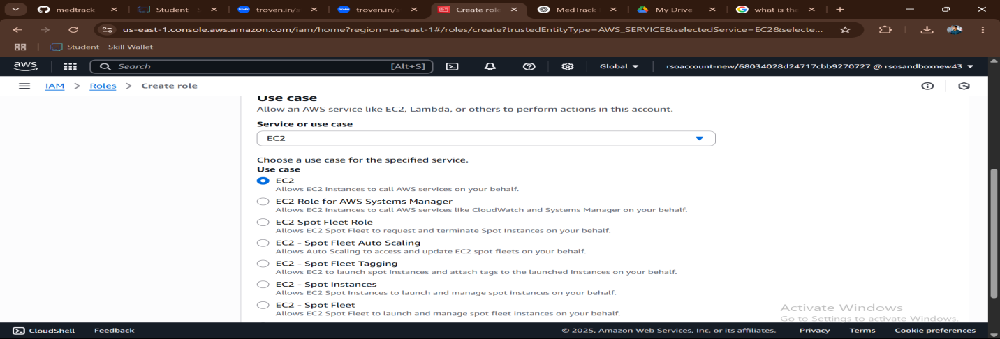 medtrack-
Student - S
troven.in/s
troven.in/s
Create role
MedTrack
My Drive -
what is the
us-east-1.console.aws.amazon.com/iam/home?region=us-east-1#/roles/create?trustedEntityType=AWS_SERVICE&selectedService=EC2&selecte...
Student - Skill Wallet
aws
Search [Alt+S]
Global
rsoaccount-new/68034028d24717cbb9270727 @ rsosandboxnew43
IAM > Roles > Create role
Use case
Allow an AWS service like EC2, Lambda, or others to perform actions in this account.
Service or use case
EC2
Choose a use case for the specified service.
Use case
EC2
Allows EC2 instances to call AWS services on your behalf.
EC2 Role for AWS Systems Manager
Allows EC2 instances to call AWS services like CloudWatch and Systems Manager on your behalf.
EC2 Spot Fleet Role
Allows EC2 Spot Fleet to request and terminate Spot Instances on your behalf.
EC2 - Spot Fleet Auto Scaling
Allows Auto Scaling to access and update EC2 spot fleets on your behalf.
EC2 - Spot Fleet Tagging
Allows EC2 to launch spot instances and attach tags to the launched instances on your behalf.
EC2 - Spot Instances
Allows EC2 Spot Instances to launch and manage spot instances on your behalf.
EC2 - Spot Fleet
Allows EC2 Spot Fleet to launch and manage spot fleet instances on your behalf.
Activate Windows
Go to Settings to activate Windows.
CloudShell Feedback © 2025, Amazon Web Services, Inc. or its affiliates. Privacy Terms Cookie preferences